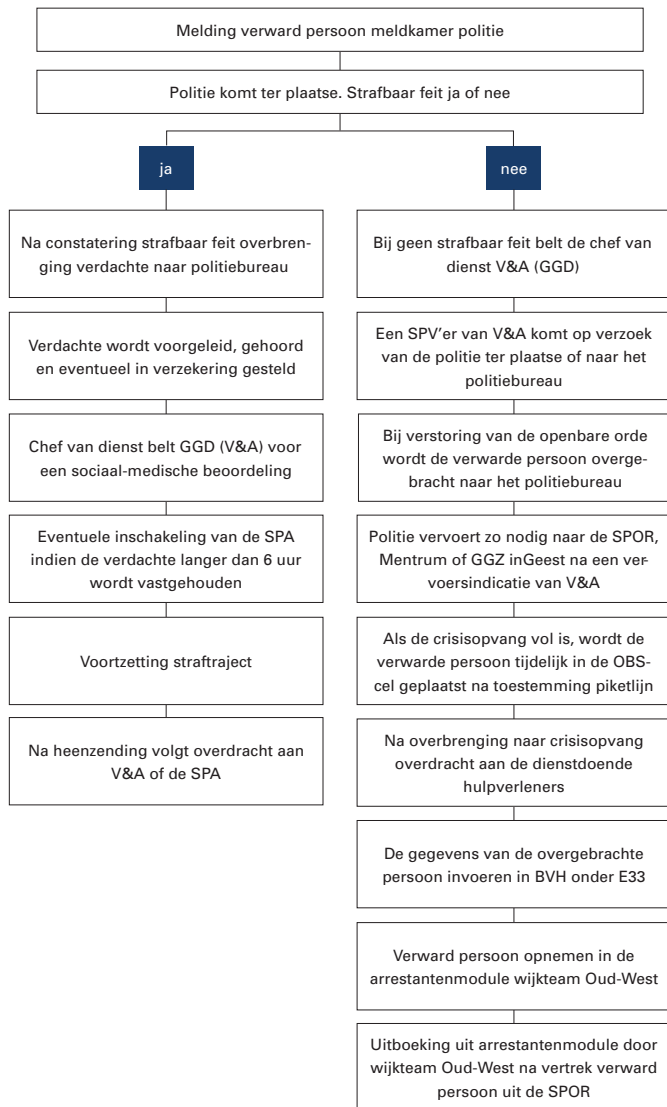 Melding verward persoon meldkamer politie
Politie komt ter plaatse. Strafbaar feit ja of nee
ja
Na constatering strafbaar feit overbren-
genging verdachte naar politiebureau
Verdachte wordt voorgeleid, gehoord
en eventueel in verzekering gesteld
Chef van dienst belt GGD (V&A) voor
een sociaal-medische beoordeling
Eventuele inschakeling van de SPA
indien de verdachte langer dan 6 uur
wordt vastgehouden
Voortzetting straftraject
Na heenzending volgt overdracht aan
V&A of de SPA
nee
Bij geen strafbaar feit belt de chef van
dienst V&A (GGD)
Een SPV'er van V&A komt op verzoek
van de politie ter plaatse of naar het
politiebureau
Bij verstoring van de openbare orde
wordt de verwarde persoon overge-
bracht naar het politiebureau
Politie vervoert zo nodig naar de SPOR,
Mentrum of GGZ inGeest na een ver-
voersindicatie van V&A
Als de crisisopvang vol is, wordt de
verwarde persoon tijdelijk in de OBS-
cel geplaatst na toestemming piketlijn
Na overbrenging naar crisisopvang
overdracht aan de dienstdoende
hulpverleners
De gegevens van de overgebrachte
persoon invoeren in BVH onder E33
Verward persoon opnemen in de
arrestantenmodule wijkteam Oud-West
Uitboeking uit arrestantenmodule door
wijkteam Oud-West na vertrek verward
persoon uit de SPOR